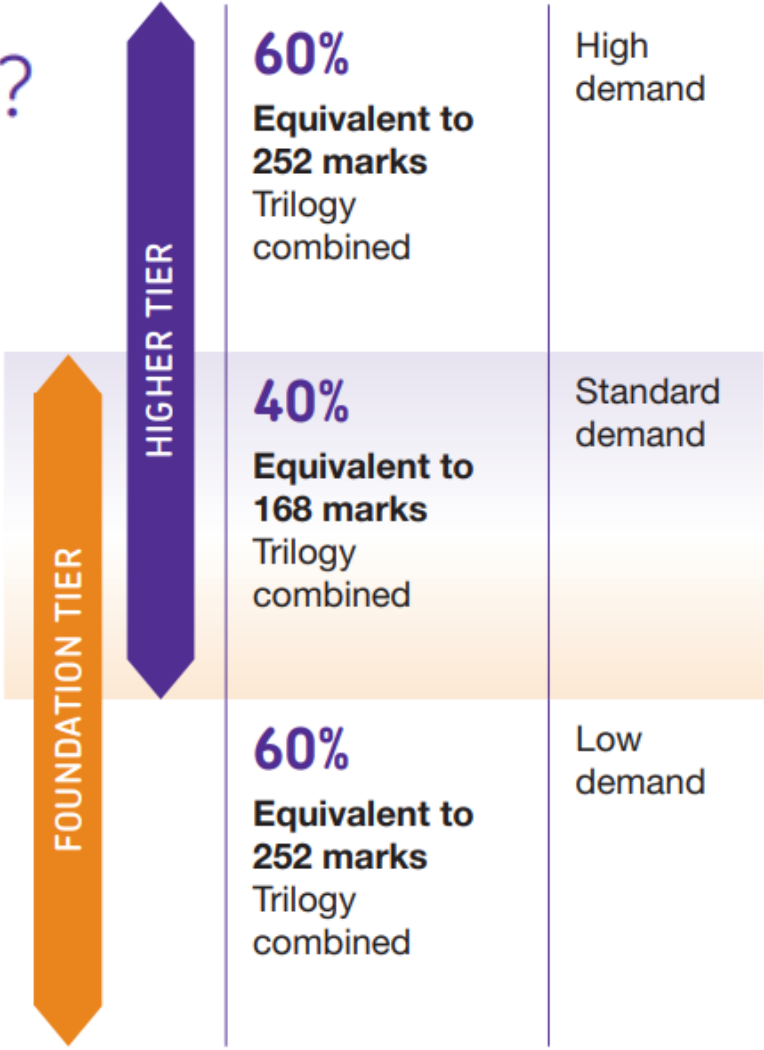 ?
HIGHER TIER
FOUNDATION TIER
60%
Equivalent to
252 marks
Trilogy
combined
High
demand
40%
Equivalent to
168 marks
Trilogy
combined
Standard
demand
60%
Equivalent to
252 marks
Trilogy
combined
Low
demand